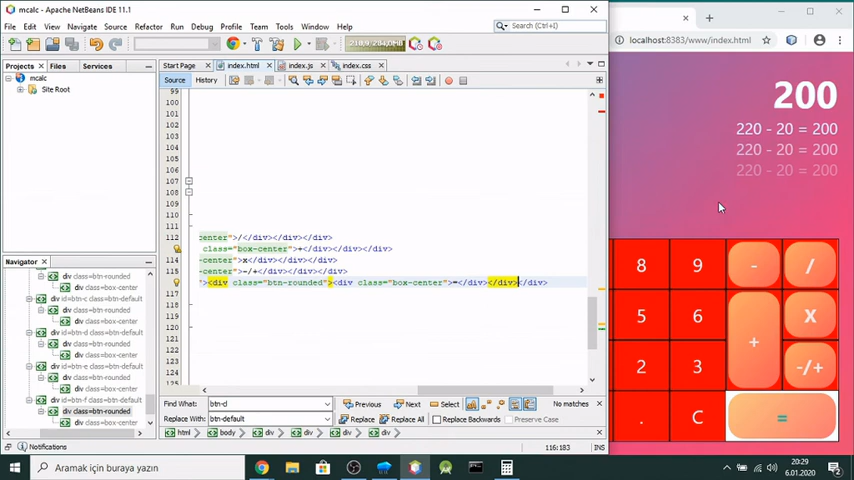 mcalc - Apache NetBeans IDE 11.1
File Edit View Navigate Source Refactor Run Debug Profile Team Tools Window Help
Search (Ctrl+I)
218,9/284,0MB
Projects Files Services
mcalc
Site Root
Start Page index.html index.js index.css
Source History
99
100
101
102
103
104
105
106
107
108
109
110
111
112 center">/</div></div></div>
113 class="box-center">+</div></div></div>
114 center">x</div></div></div>
115 center">-/+</div></div></div>
116 "><div class="btn-rounded"><div class="box-center">=</div></div></div>
117
118
119
120
121
122
123
124
Navigator
div class=btn-rounded
div class=box-center
div id=btn-c class=btn-default
div class=btn-rounded
div class=box-center
div id=btn-d class=btn-default
div class=btn-rounded
div class=box-center
div id=btn-e class=btn-default
div class=btn-rounded
div class=box-center
div id=btn-f class=btn-default
div class=btn-rounded
div class=box-center
Find What: btn-d
Previous Next Select
No matches
Replace With: btn-default
Replace Replace All Replace Backwards Preserve Case
html body div div div div
Notifications
116:183 INS
localhost:8383/www/index.html
200
220 - 20 = 200
220 - 20 = 200
220 - 20 = 200
8 9 - /
5 6 + X
2 3 -/+
. C =
Aramak için buraya yazın
20:29
6.01.2020
2